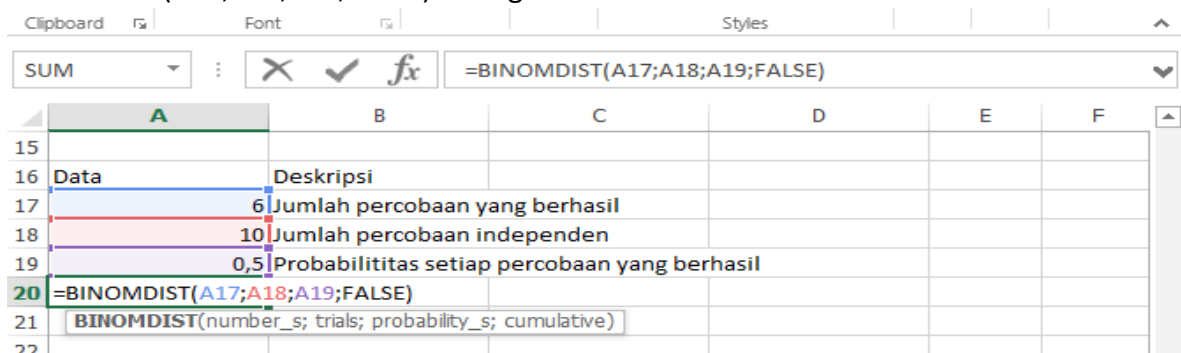 Clipboard Font Styles
SUM fx =BINOMDIST(A17;A18;A19;FALSE)
A B C D E F
15
16 Data Deskripsi
17 6 Jumlah percobaan yang berhasil
18 10 Jumlah percobaan independen
19 0,5 Probabilititas setiap percobaan yang berhasil
20 =BINOMDIST(A17;A18;A19;FALSE)
21 BINOMDIST(number_s; trials; probability_s; cumulative)
22